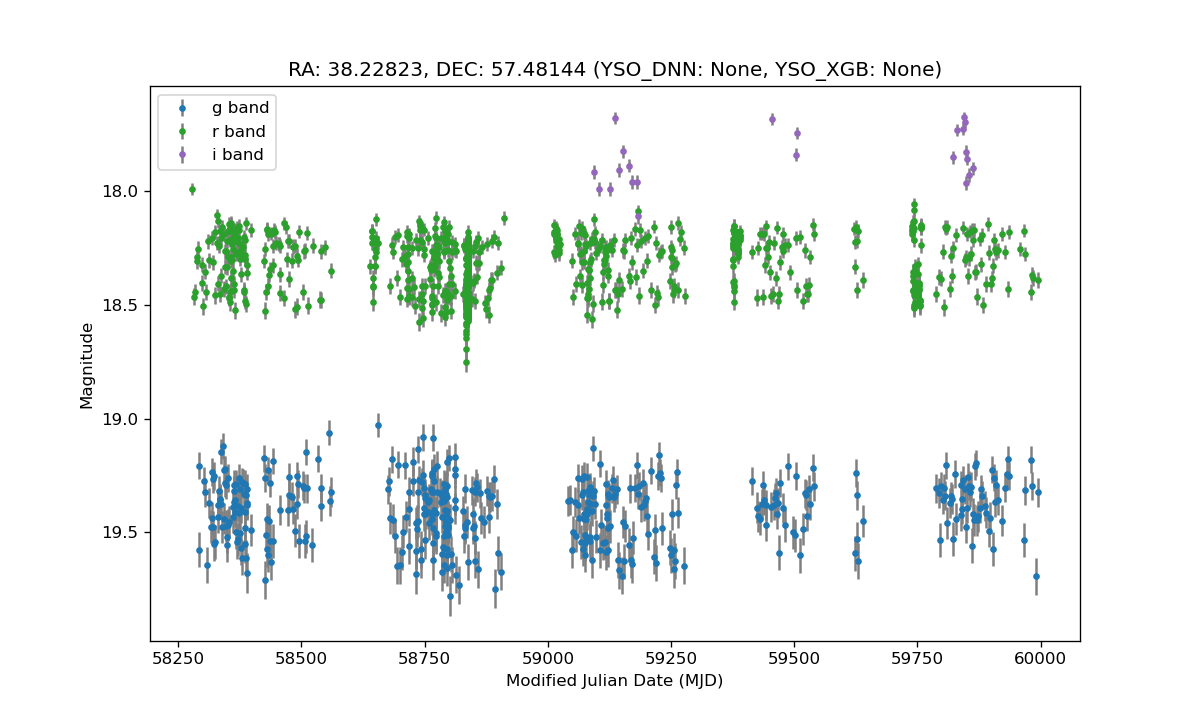 RA: 38.22823, DEC: 57.48144 (YSO_DNN: None, YSO_XGB: None)
g band
r band
i band
18.0
18.5
19.0
19.5
Magnitude
58250 58500 58750 59000 59250 59500 59750 60000
Modified Julian Date (MJD)